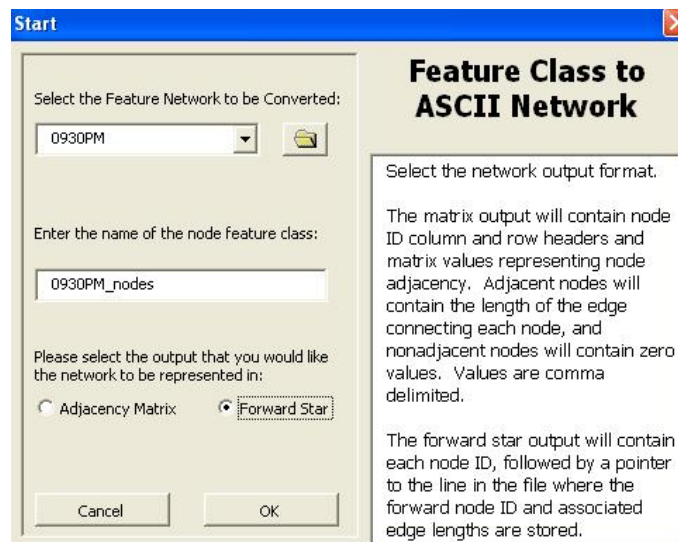 Start
Select the Feature Network to be Converted:
0930PM
Enter the name of the node feature class:
0930PM_nodes
Please select the output that you would like
the network to be represented in:
Adjacency Matrix
Forward Star
Cancel
OK
Feature Class to
ASCII Network
Select the network output format.
The matrix output will contain node
ID column and row headers and
matrix values representing node
adjacency. Adjacent nodes will
contain the length of the edge
connecting each node, and
nonadjacent nodes will contain zero
values. Values are comma
delimited.
The forward star output will contain
each node ID, followed by a pointer
to the line in the file where the
forward node ID and associated
edge lengths are stored.